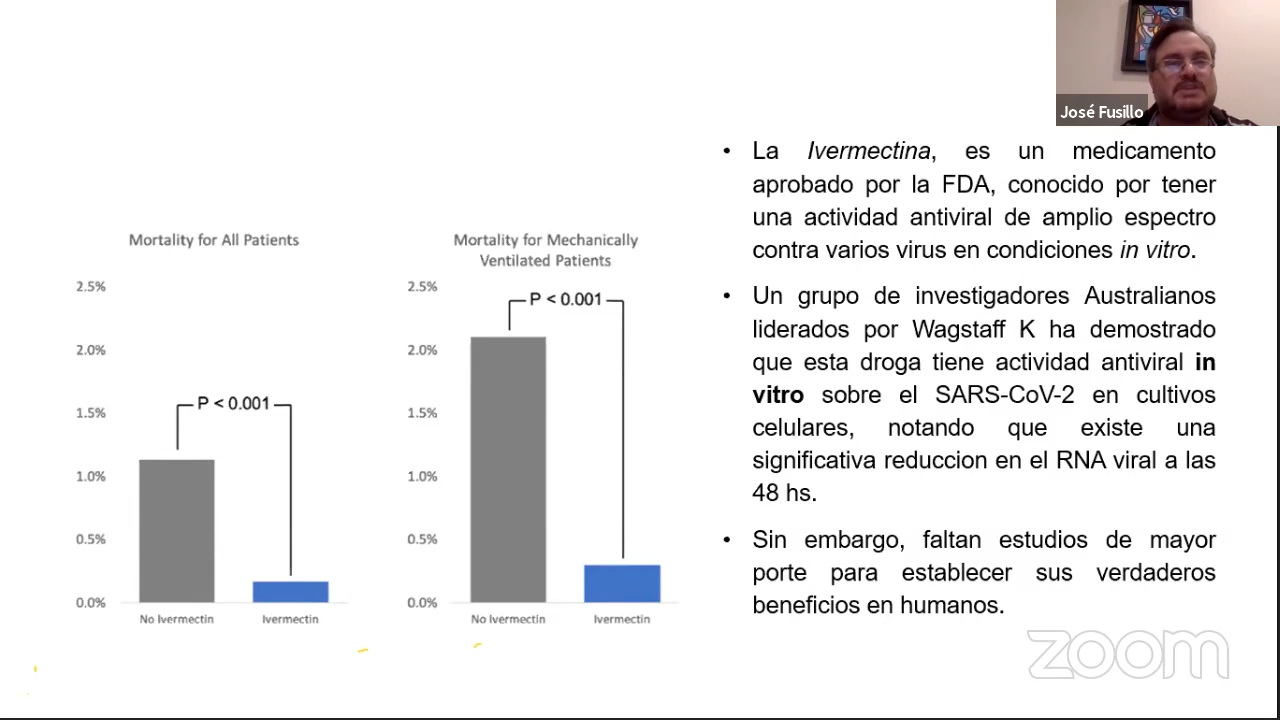 José Fusillo
Mortality for All Patients
2.5%
2.0%
1.5%
1.0%
0.5%
0.0%
P < 0.001
No Ivermectin
Ivermectin
Mortality for Mechanically
Ventilated Patients
2.5%
2.0%
1.5%
1.0%
0.5%
0.0%
P < 0.001
No Ivermectin
Ivermectin
• La Ivermectina, es un medicamento
aprobado por la FDA, conocido por tener
una actividad antiviral de amplio espectro
contra varios virus en condiciones in vitro.
• Un grupo de investigadores Australianos
liderados por Wagstaff K ha demostrado
que esta droga tiene actividad antiviral in
vitro sobre el SARS-CoV-2 en cultivos
celulares, notando que existe una
significativa reduccion en el RNA viral a las
48 hs.
• Sin embargo, faltan estudios de mayor
porte para establecer sus verdaderos
beneficios en humanos.
zoom